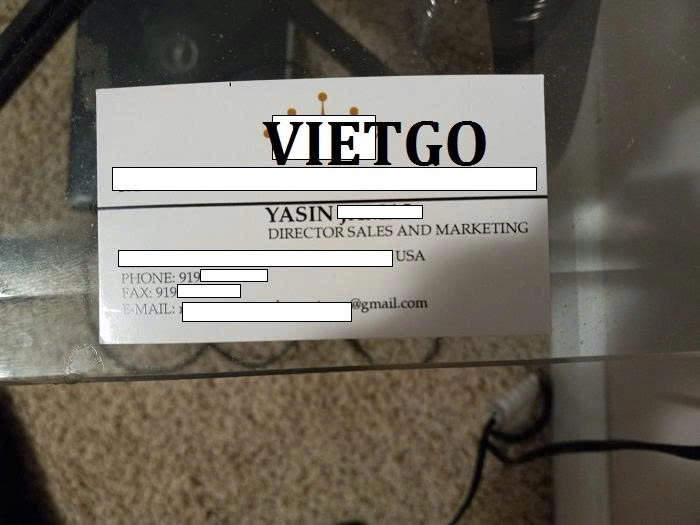 VIETGO
YASIN
DIRECTOR SALES AND MARKETING
USA
PHONE: 919
FAX: 919
E-MAIL:
@gmail.com